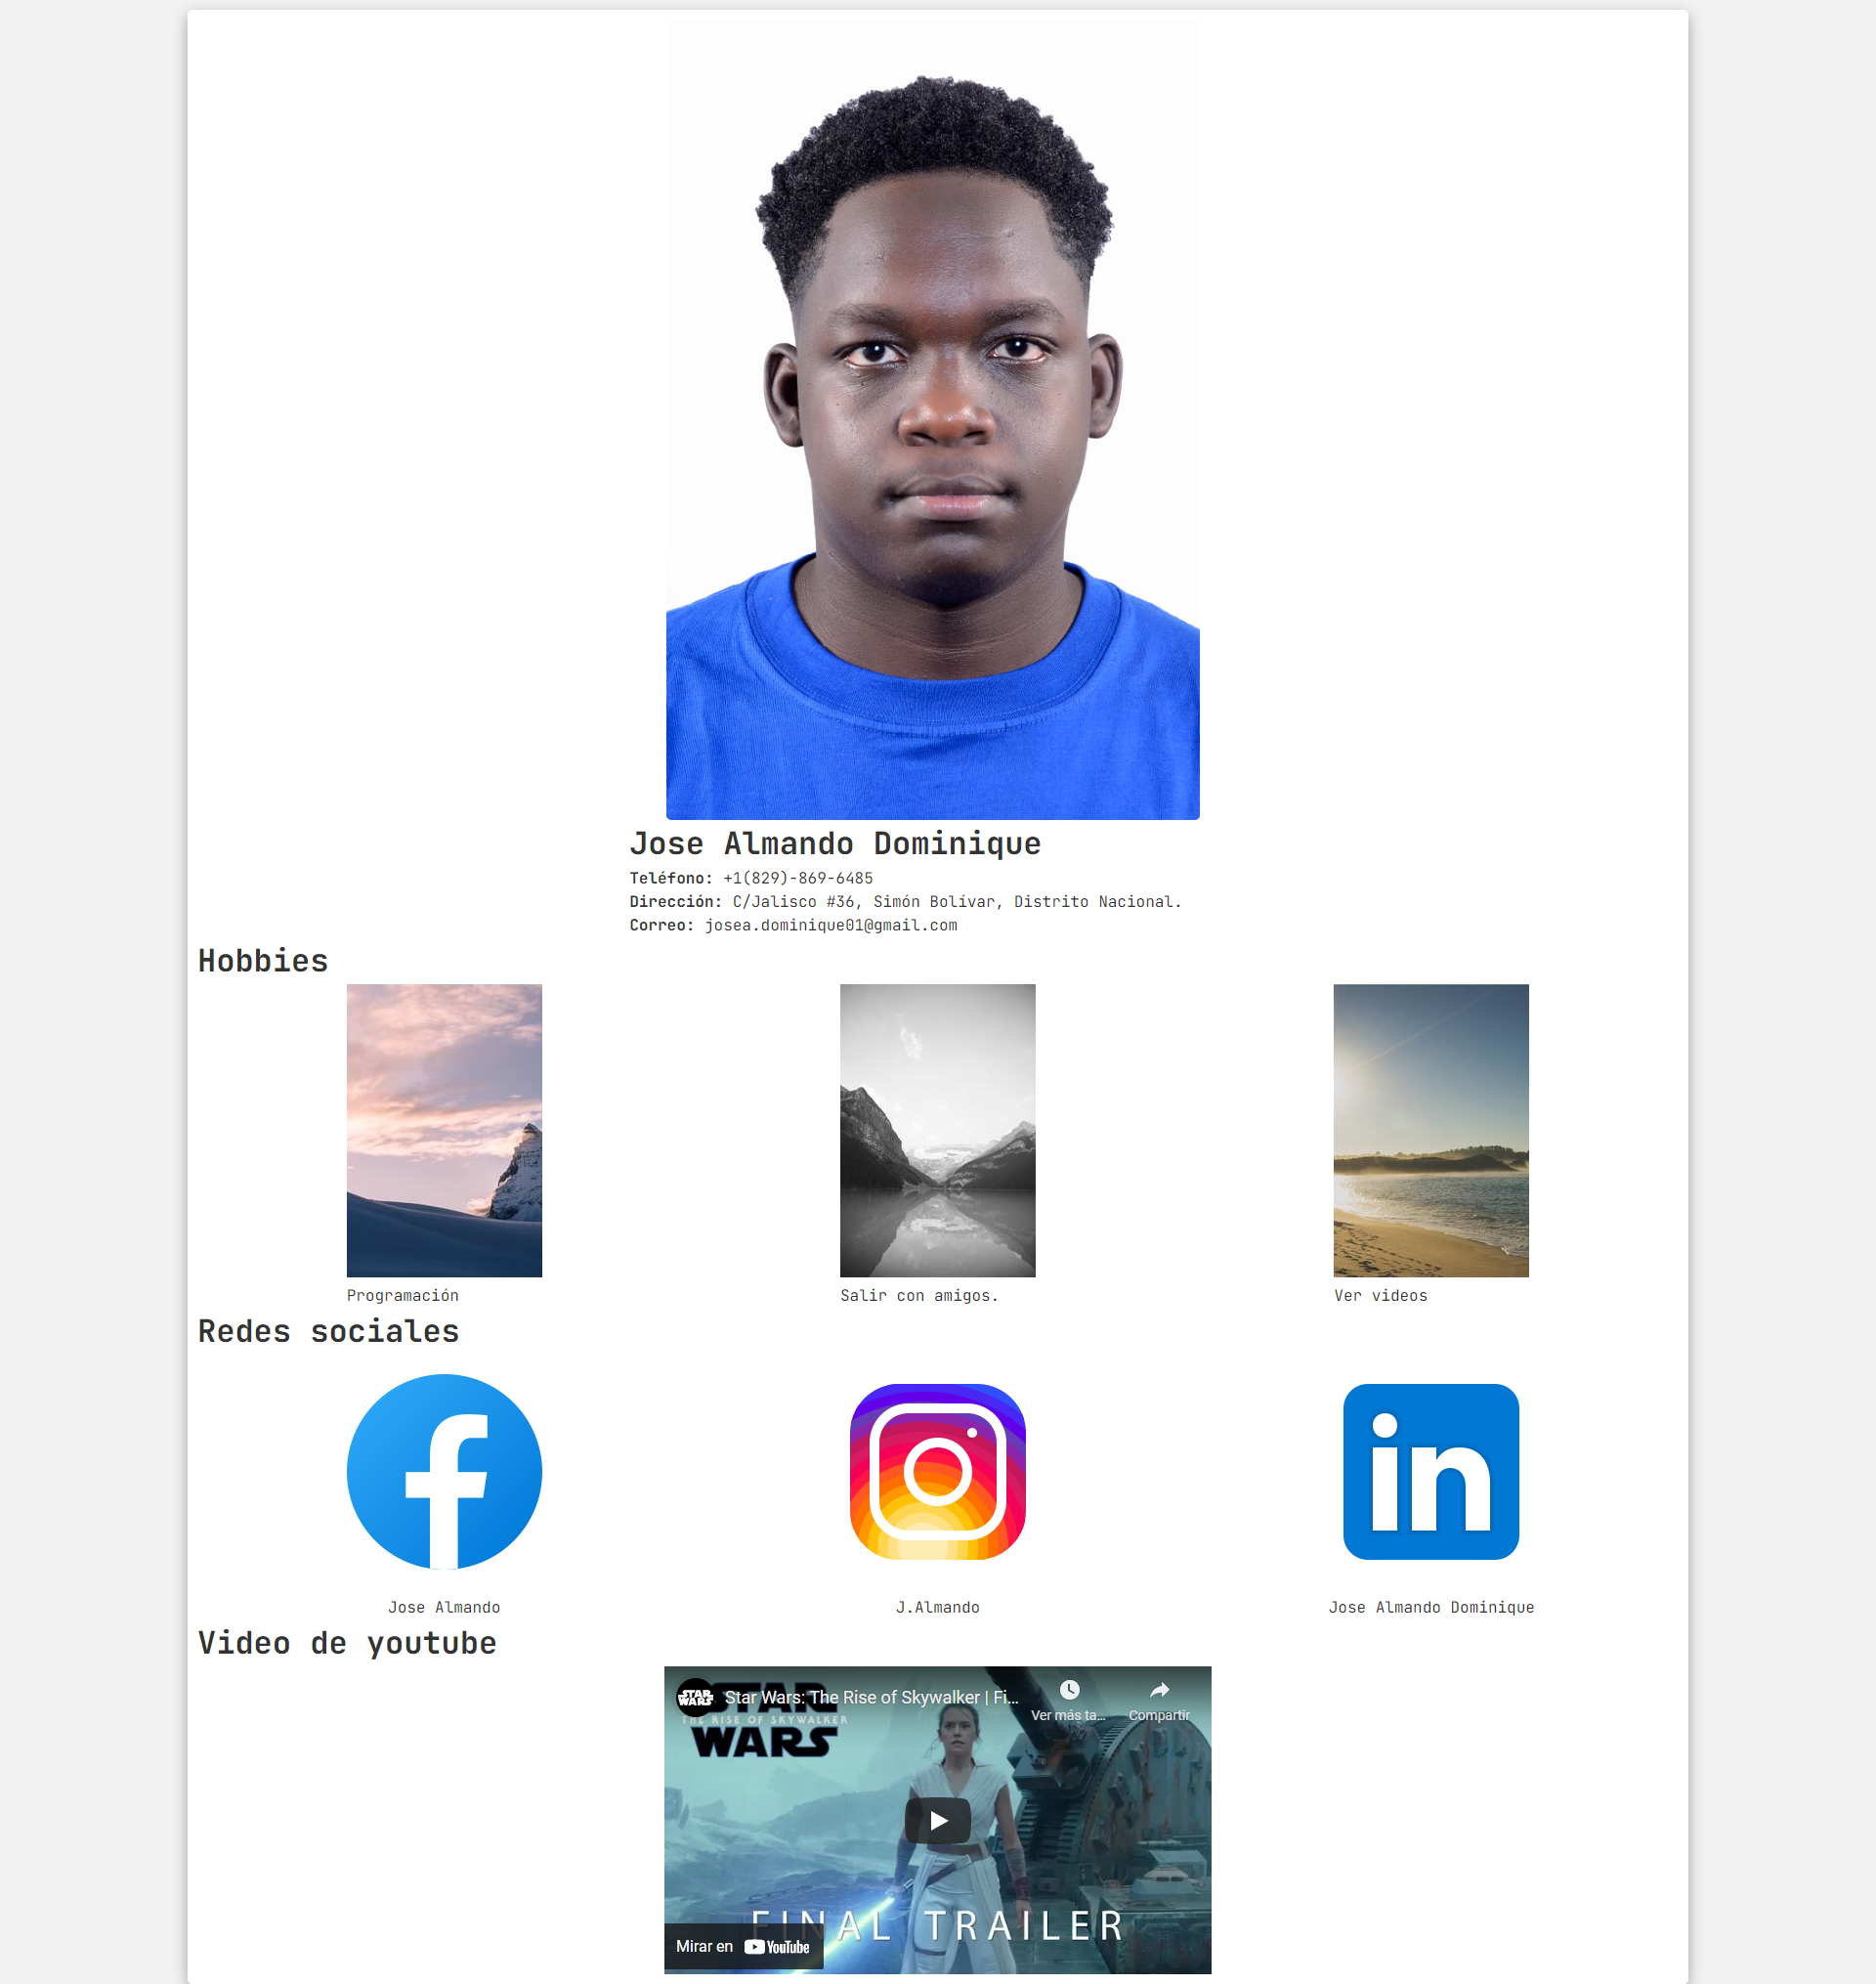 Jose Almando Dominique
Teléfono: +1(829)-869-6485
Dirección: C/Jalisco #36, Simón Bolívar, Distrito Nacional.
Correo: josea.dominique01@gmail.com
Hobbies
Programación
Salir con amigos.
Ver videos
Redes sociales
f
in
Jose Almando
J.Almando
Jose Almando Dominique
Video de youtube
STAR WARS
Star Wars: The Rise of Skywalker | Fi...
Ver más ta...
Compartir
STAR
THE RISE OF SKYWALKER
WARS
FINAL TRAILER
Mirar en YouTube